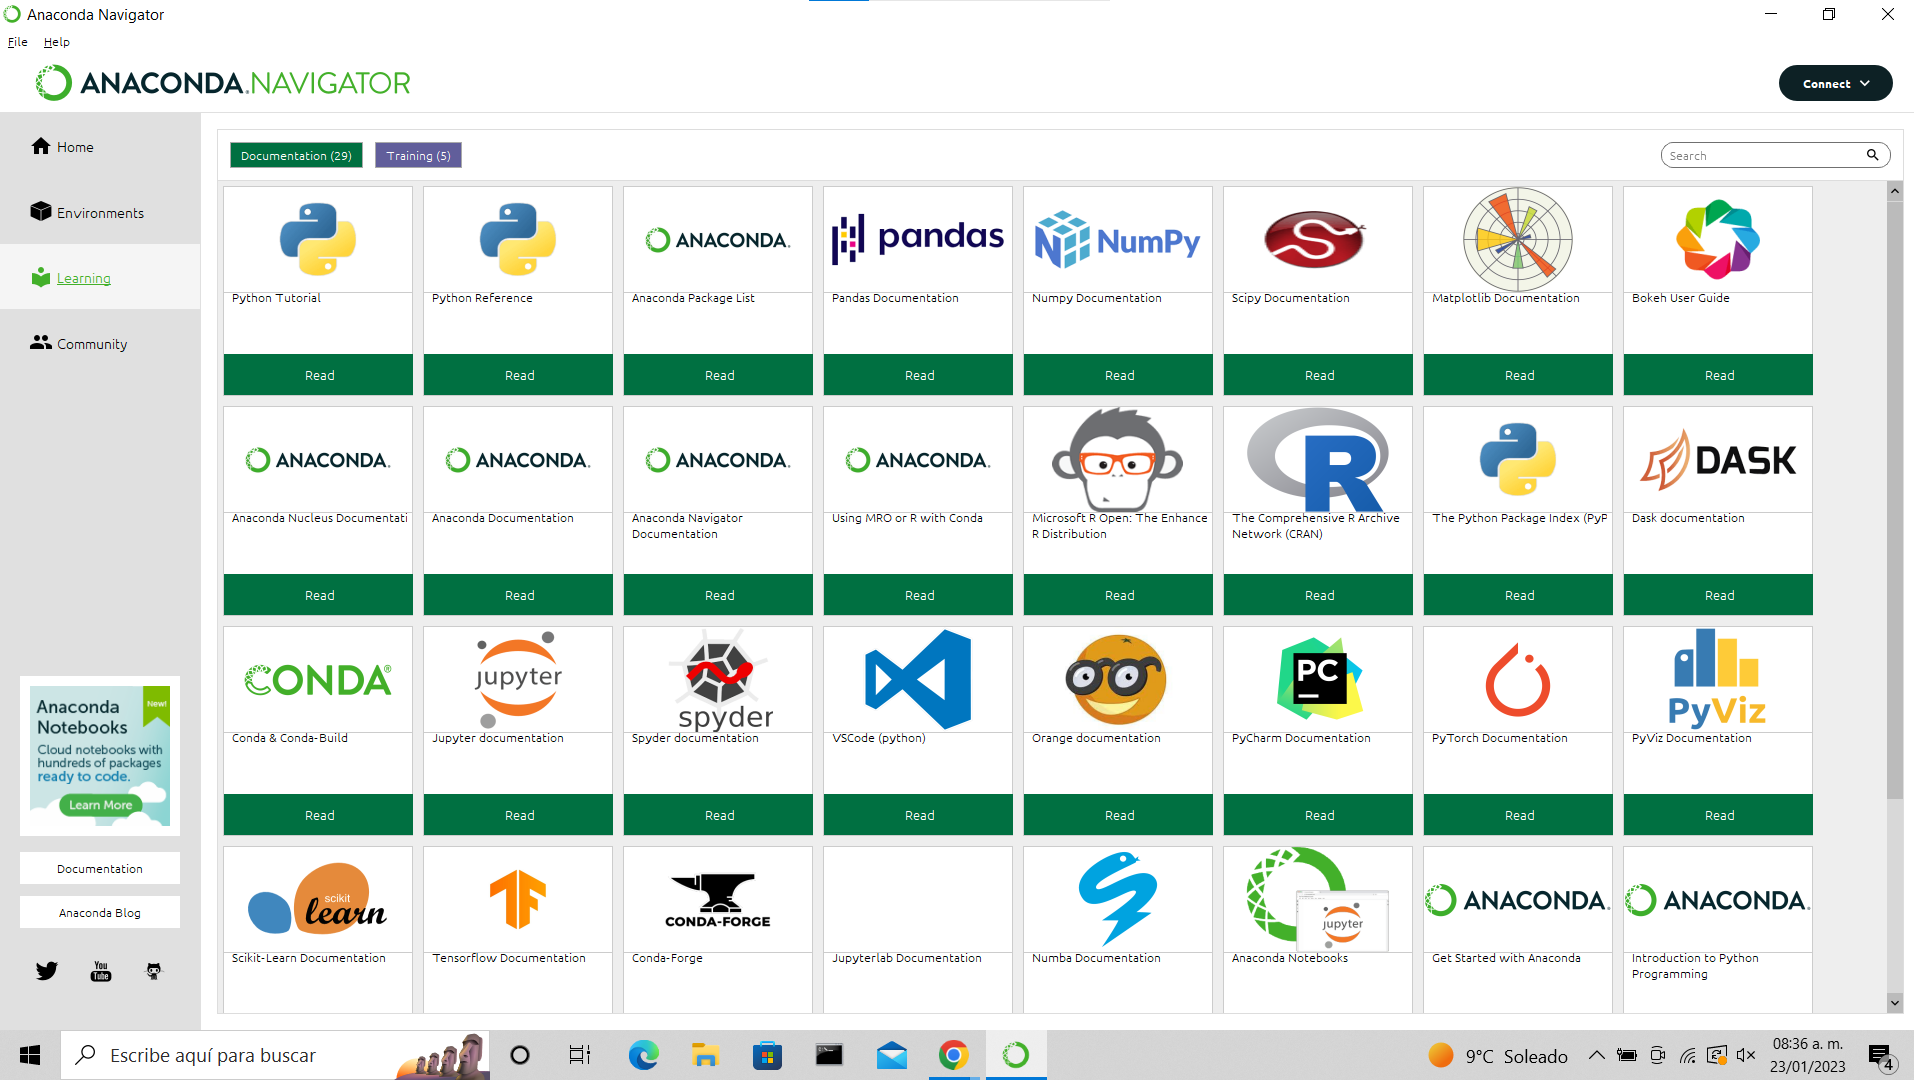 Anaconda Navigator
File Help
ANACONDA.NAVIGATOR
Connect
Home
Environments
Learning
Community
Anaconda
Notebooks
New!
Cloud notebooks with
hundreds of packages
ready to code.
Learn More
Documentation
Anaconda Blog
You
Tube
Documentation (29) Training (5)
Search
ANACONDA. pandas NumPy
Python Tutorial Python Reference Anaconda Package List Pandas Documentation Numpy Documentation Scipy Documentation Matplotlib Documentation Bokeh User Guide
Read Read Read Read Read Read Read Read
ANACONDA. ANACONDA. ANACONDA. ANACONDA. R DASK
Anaconda Nucleus Documentati Anaconda Documentation Anaconda Navigator Using MRO or R with Conda Microsoft R Open: The Enhance The Comprehensive R Archive The Python Package Index (PyP Dask documentation
Documentation R Distribution Network (CRAN)
Read Read Read Read Read Read Read Read
CONDA® jupyter spyder PC PyViz
Conda & Conda-Build Jupyter documentation Spyder documentation VSCode (python) Orange documentation PyCharm Documentation PyTorch Documentation PyViz Documentation
Read Read Read Read Read Read Read Read
scikit
learn TF CONDA-FORGE jupyter ANACONDA. ANACONDA.
Scikit-Learn Documentation Tensorflow Documentation Conda-Forge Jupyterlab Documentation Numba Documentation Anaconda Notebooks Get Started with Anaconda Introduction to Python
Programming
Escribe aquí para buscar
9°C Soleado
08:36 a. m.
23/01/2023
4